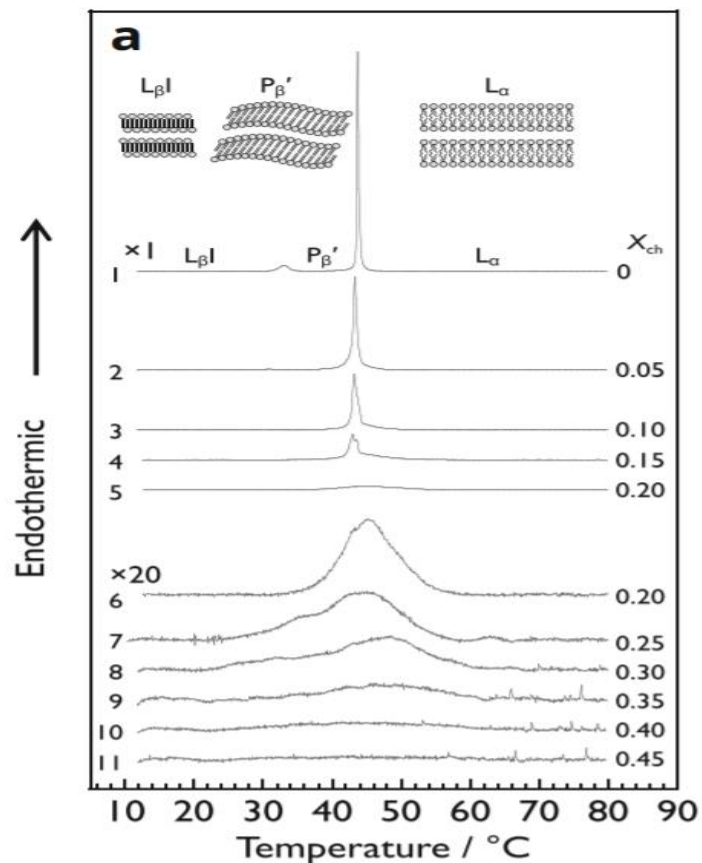 a
LβI Pβ′ Lα
×1 LβI Pβ′ Lα Xch
1 0
2 0.05
3 0.10
4 0.15
5 0.20
×20
6 0.20
7 0.25
8 0.30
9 0.35
10 0.40
11 0.45
Endothermic
10 20 30 40 50 60 70 80 90
Temperature / °C